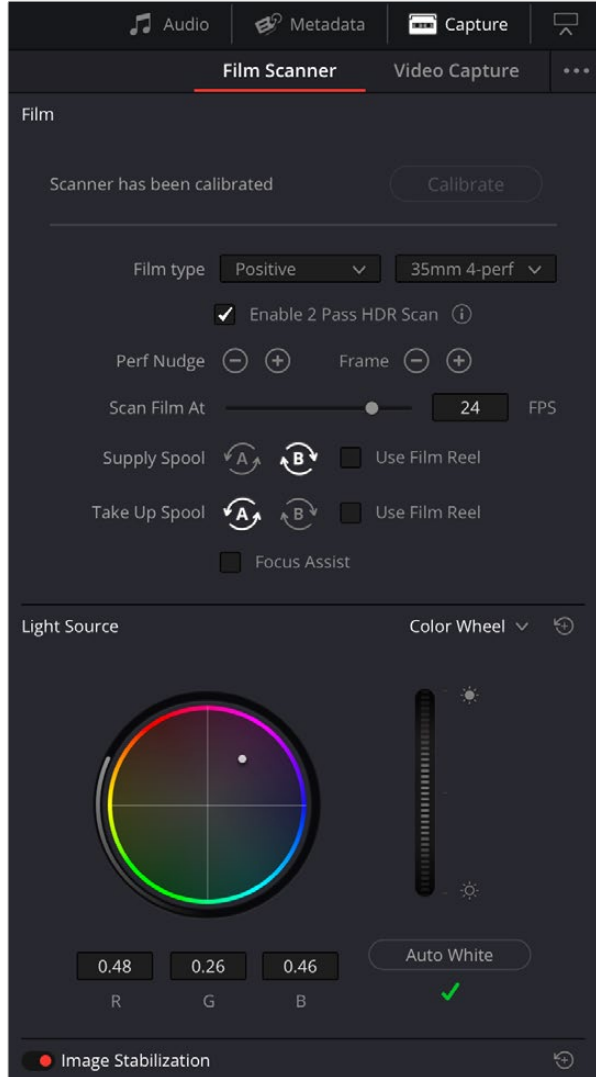 Audio Metadata Capture
Film Scanner Video Capture
Film
Scanner has been calibrated Calibrate
Film type Positive 35mm 4-perf
Enable 2 Pass HDR Scan
Perf Nudge Frame
Scan Film At 24 FPS
Supply Spool A B Use Film Reel
Take Up Spool A B Use Film Reel
Focus Assist
Light Source Color Wheel
Auto White
0.48 0.26 0.46
R G B
Image Stabilization